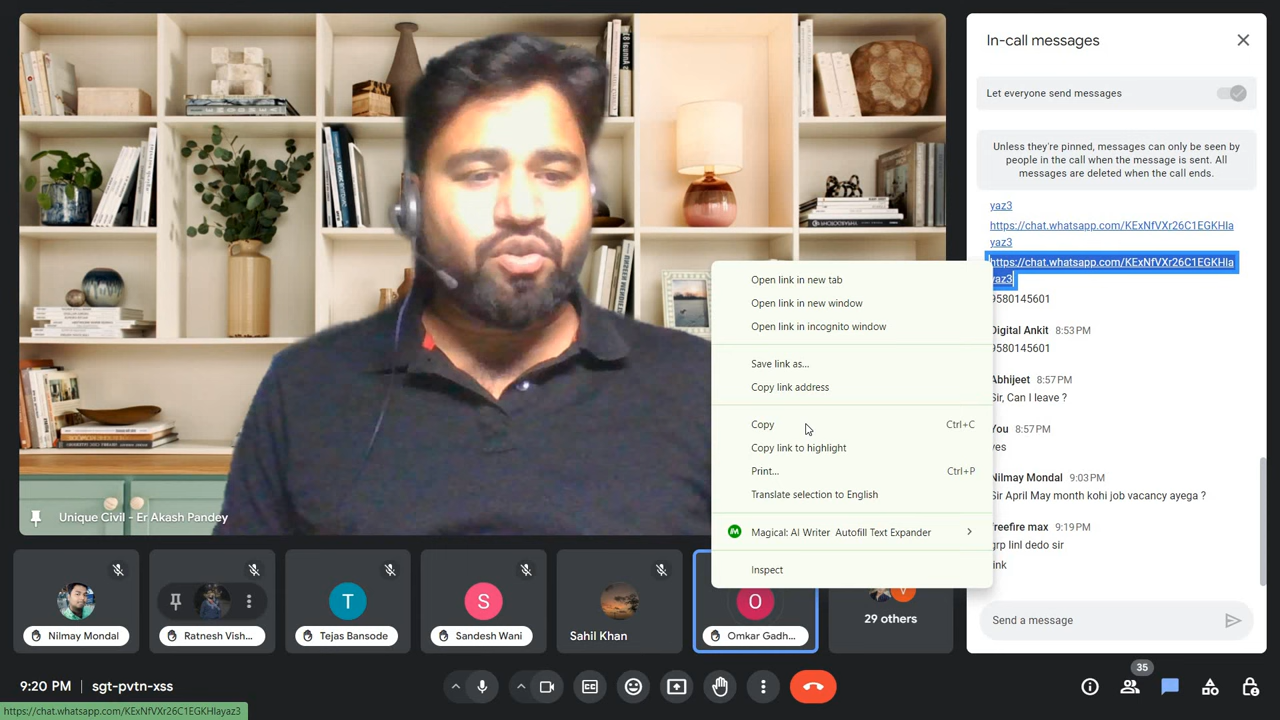 In-call messages
Let everyone send messages
Unless they're pinned, messages can only be seen by
people in the call when the message is sent. All
messages are deleted when the call ends.
yaz3
https://chat.whatsapp.com/KExNfVXr26C1EGKHIa
yaz3
https://chat.whatsapp.com/KExNfVXr26C1EGKHIa
yaz3
9580145601
Digital Ankit 8:53 PM
9580145601
Abhijeet 8:57 PM
Sir, Can I leave ?
You 8:57 PM
yes
Nilmay Mondal 9:03 PM
Sir April May month kohi job vacancy ayega ?
freefire max 9:19 PM
grp linl dedo sir
link
Send a message
Open link in new tab
Open link in new window
Open link in incognito window
Save link as...
Copy link address
Copy Ctrl+C
Copy link to highlight
Print... Ctrl+P
Translate selection to English
Magical: AI Writer Autofill Text Expander
Inspect
Unique Civil - Er Akash Pandey
Nilmay Mondal
Ratnesh Vish...
T
Tejas Bansode
S
Sandesh Wani
Sahil Khan
O
Omkar Gadh...
V
29 others
9:20 PM | sgt-pvtn-xss
35
https://chat.whatsapp.com/KExNfVXr26C1EGKHIayaz3